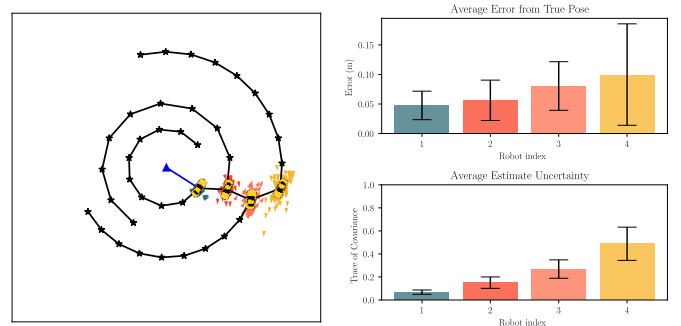 Average Error from True Pose
Error (m)
0.15
0.10
0.05
0.00
1 2 3 4
Robot index
Average Estimate Uncertainty
Trace of Covariance
1.0
0.8
0.6
0.4
0.2
0.0
1 2 3 4
Robot index